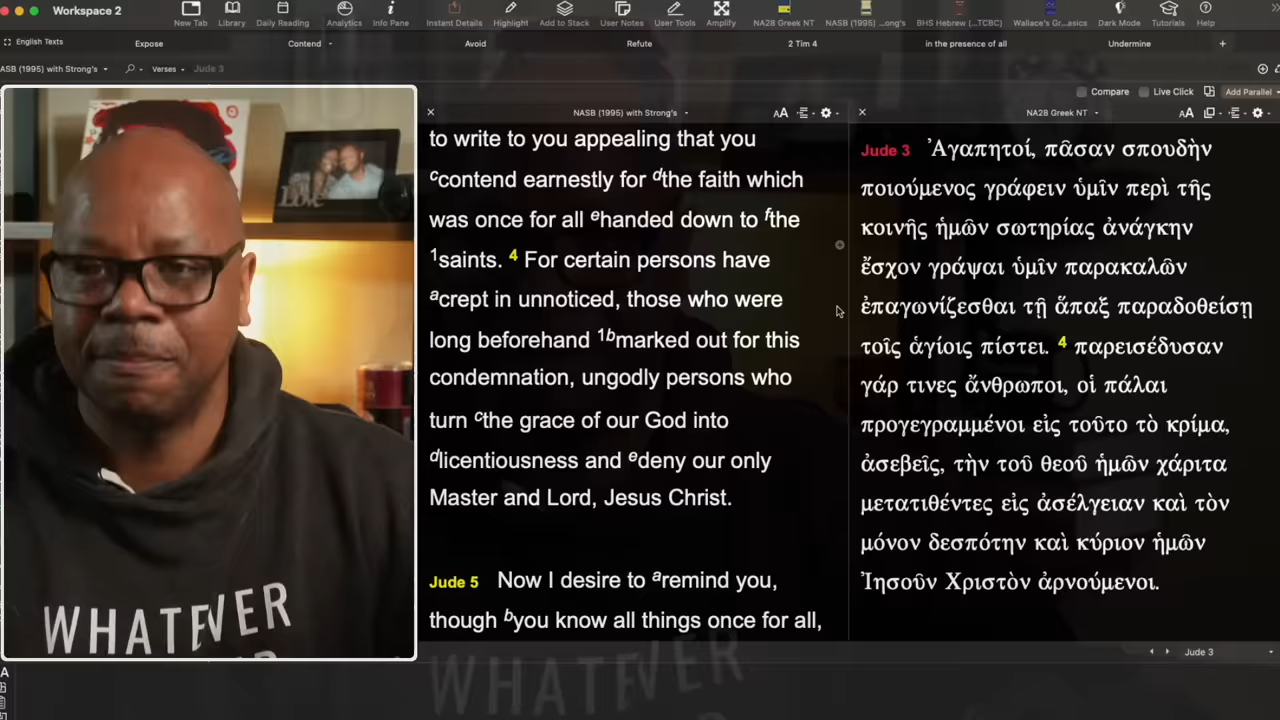 Workspace 2
New Tab
Library
Daily Reading
Analytics
Info Pane
Instant Details
Highlight
Add to Stack
User Notes
User Tools
Amplify
NA28 Greek NT
NASB (1995) ...ong's
BHS Hebrew (...TCBC)
Wallace's Gr...asics
Dark Mode
Tutorials
Help
English Texts
Expose
Contend
Avoid
Refute
2 Tim 4
in the presence of all
Undermine
ASB (1995) with Strong's
Verses
Jude 3
Compare
Live Click
Add Parallel
NASB (1995) with Strong's
to write to you appealing that you
ᶜcontend earnestly for ᵈthe faith which
was once for all ᵉhanded down to ᶠthe
¹saints. ⁴ For certain persons have
ᵃcrept in unnoticed, those who were
long beforehand ¹ᵇmarked out for this
condemnation, ungodly persons who
turn ᶜthe grace of our God into
ᵈlicentiousness and ᵉdeny our only
Master and Lord, Jesus Christ.
Jude 5 Now I desire to ᵃremind you,
though ᵇyou know all things once for all,
NA28 Greek NT
Jude 3 Ἀγαπητοί, πᾶσαν σπουδὴν
ποιούμενος γράφειν ὑμῖν περὶ τῆς
κοινῆς ἡμῶν σωτηρίας ἀνάγκην
ἔσχον γράψαι ὑμῖν παρακαλῶν
ἐπαγωνίζεσθαι τῇ ἅπαξ παραδοθείσῃ
τοῖς ἁγίοις πίστει. ⁴ παρεισέδυσαν
γάρ τινες ἄνθρωποι, οἱ πάλαι
προγεγραμμένοι εἰς τοῦτο τὸ κρίμα,
ἀσεβεῖς, τὴν τοῦ θεοῦ ἡμῶν χάριτα
μετατιθέντες εἰς ἀσέλγειαν καὶ τὸν
μόνον δεσπότην καὶ κύριον ἡμῶν
Ἰησοῦν Χριστὸν ἀρνούμενοι.
Jude 3
Love
WHATEVER
WHATEVER